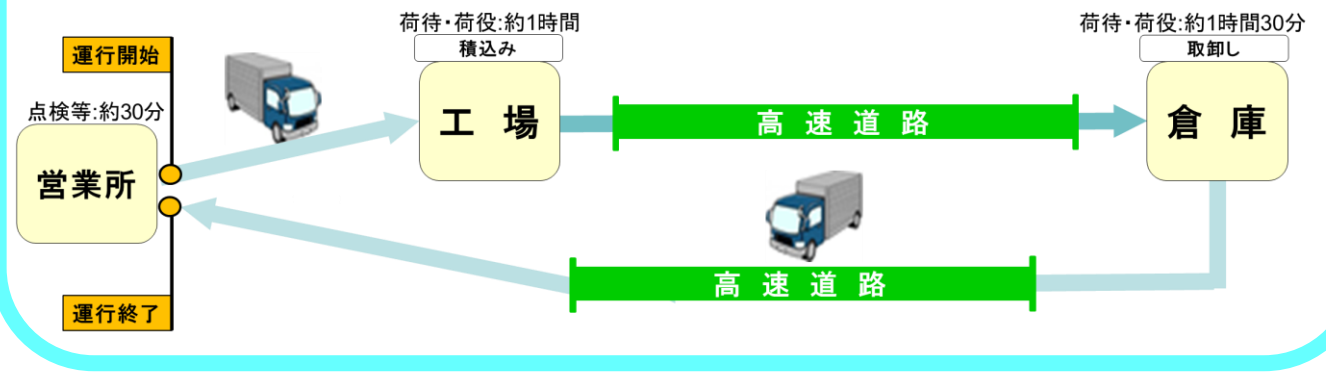 荷待・荷役:約1時間
積込み
荷待・荷役:約1時間30分
取卸し
運行開始
点検等:約30分
営業所
工場
高速道路
倉庫
高速道路
運行終了